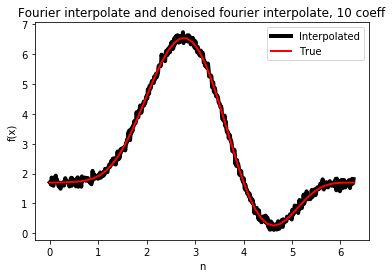 Fourier interpolate and denoised fourier interpolate, 10 coeff
Interpolated
True
f(x)
7
6
5
4
3
2
1
0
0 1 2 3 4 5 6
n